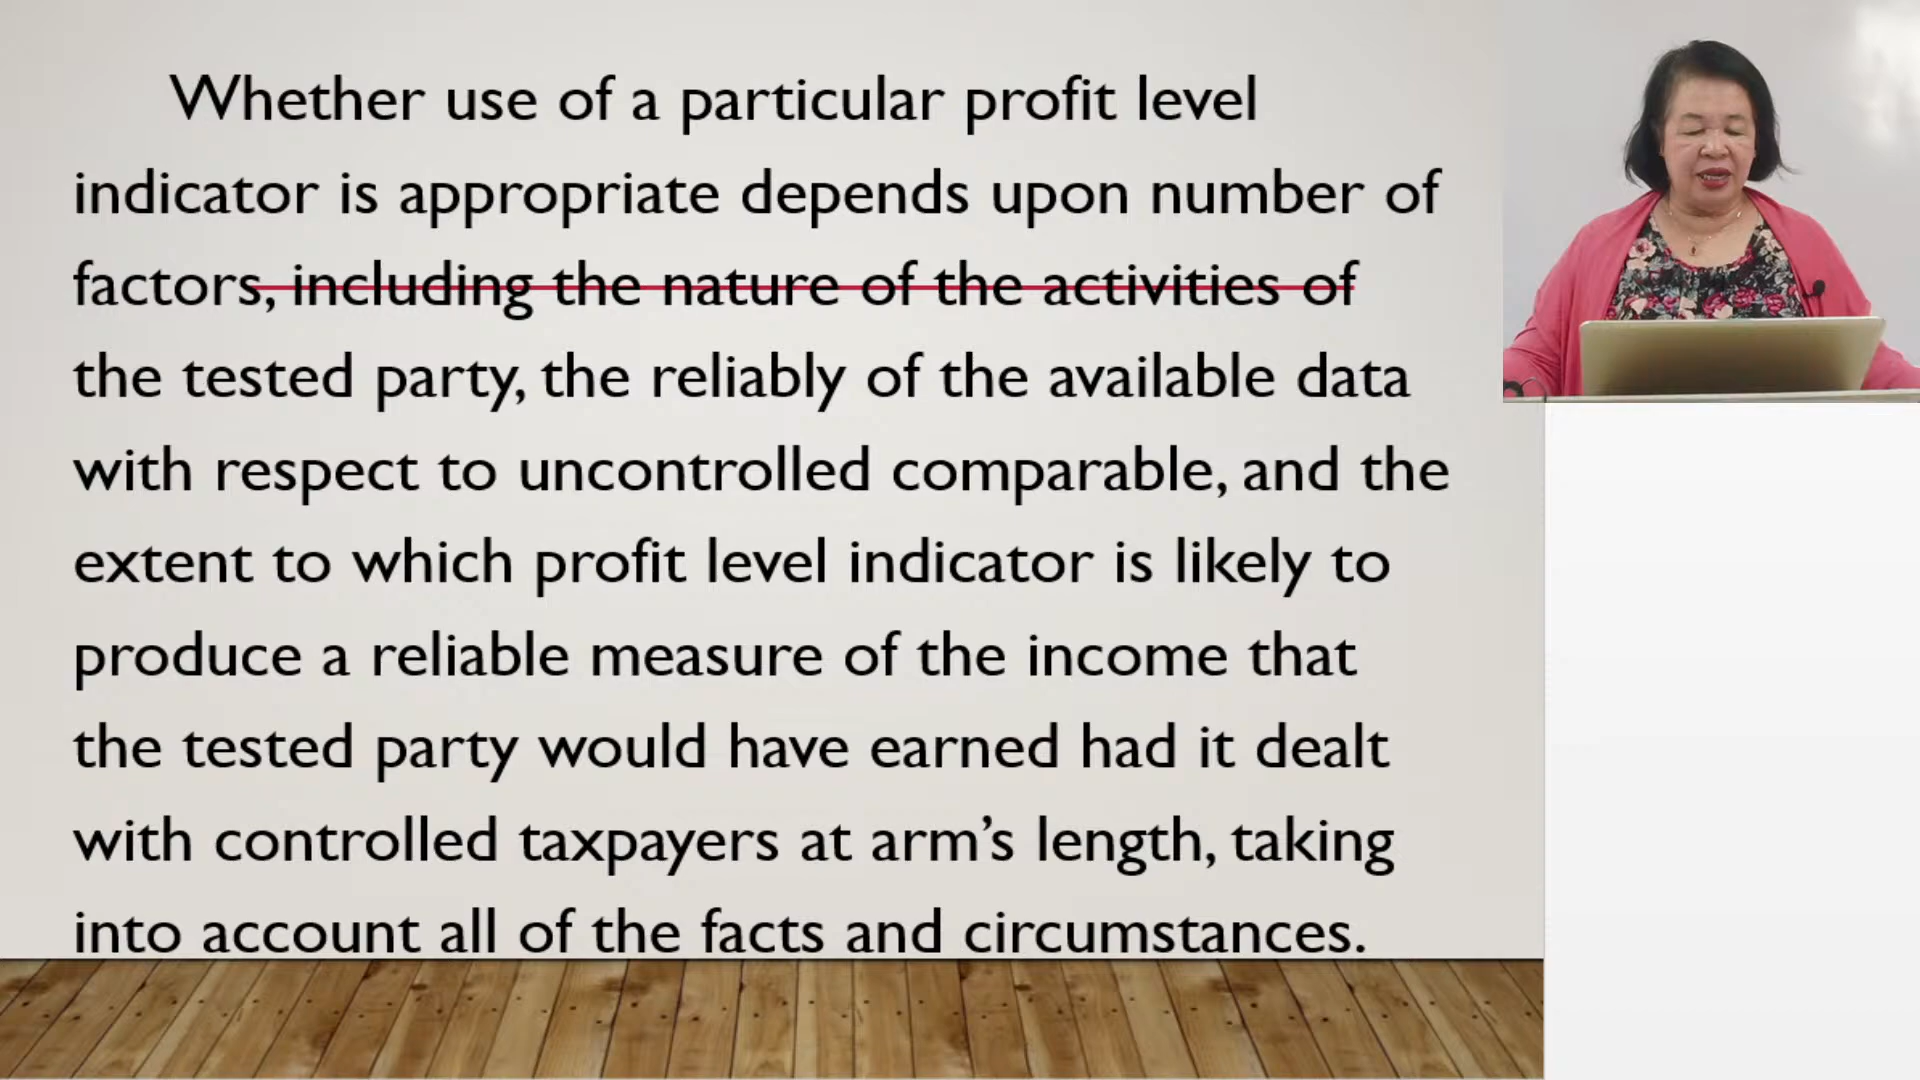 Whether use of a particular profit level
indicator is appropriate depends upon number of
factors, including the nature of the activities of
the tested party, the reliably of the available data
with respect to uncontrolled comparable, and the
extent to which profit level indicator is likely to
produce a reliable measure of the income that
the tested party would have earned had it dealt
with controlled taxpayers at arm’s length, taking
into account all of the facts and circumstances.